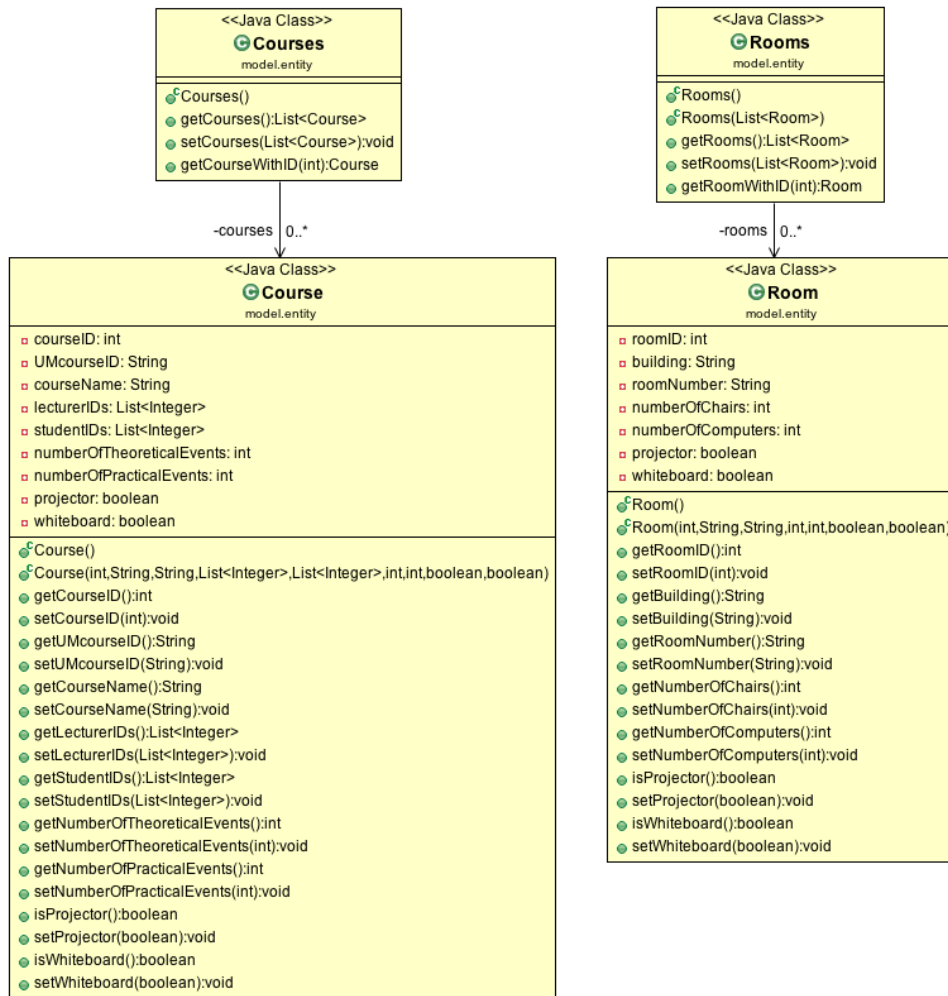 <<Java Class>>
Courses
model.entity
Courses()
getCourses():List<Course>
setCourses(List<Course>):void
getCourseWithID(int):Course
-courses 0..*
<<Java Class>>
Course
model.entity
courseID: int
UMcourseID: String
courseName: String
lecturerIDs: List<Integer>
studentIDs: List<Integer>
numberOfTheoreticalEvents: int
numberOfPracticalEvents: int
projector: boolean
whiteboard: boolean
Course()
Course(int,String,String,List<Integer>,List<Integer>,int,int,boolean,boolean)
getCourseID():int
setCourseID(int):void
getUMcourseID():String
setUMcourseID(String):void
getCourseName():String
setCourseName(String):void
getLecturerIDs():List<Integer>
setLecturerIDs(List<Integer>):void
getStudentIDs():List<Integer>
setStudentIDs(List<Integer>):void
getNumberOfTheoreticalEvents():int
setNumberOfTheoreticalEvents(int):void
getNumberOfPracticalEvents():int
setNumberOfPracticalEvents(int):void
isProjector():boolean
setProjector(boolean):void
isWhiteboard():boolean
setWhiteboard(boolean):void
<<Java Class>>
Rooms
model.entity
Rooms()
Rooms(List<Room>)
getRooms():List<Room>
setRooms(List<Room>):void
getRoomWithID(int):Room
-rooms 0..*
<<Java Class>>
Room
model.entity
roomID: int
building: String
roomNumber: String
numberOfChairs: int
numberOfComputers: int
projector: boolean
whiteboard: boolean
Room()
Room(int,String,String,int,int,boolean,boolean)
getRoomID():int
setRoomID(int):void
getBuilding():String
setBuilding(String):void
getRoomNumber():String
setRoomNumber(String):void
getNumberOfChairs():int
setNumberOfChairs(int):void
getNumberOfComputers():int
setNumberOfComputers(int):void
isProjector():boolean
setProjector(boolean):void
isWhiteboard():boolean
setWhiteboard(boolean):void